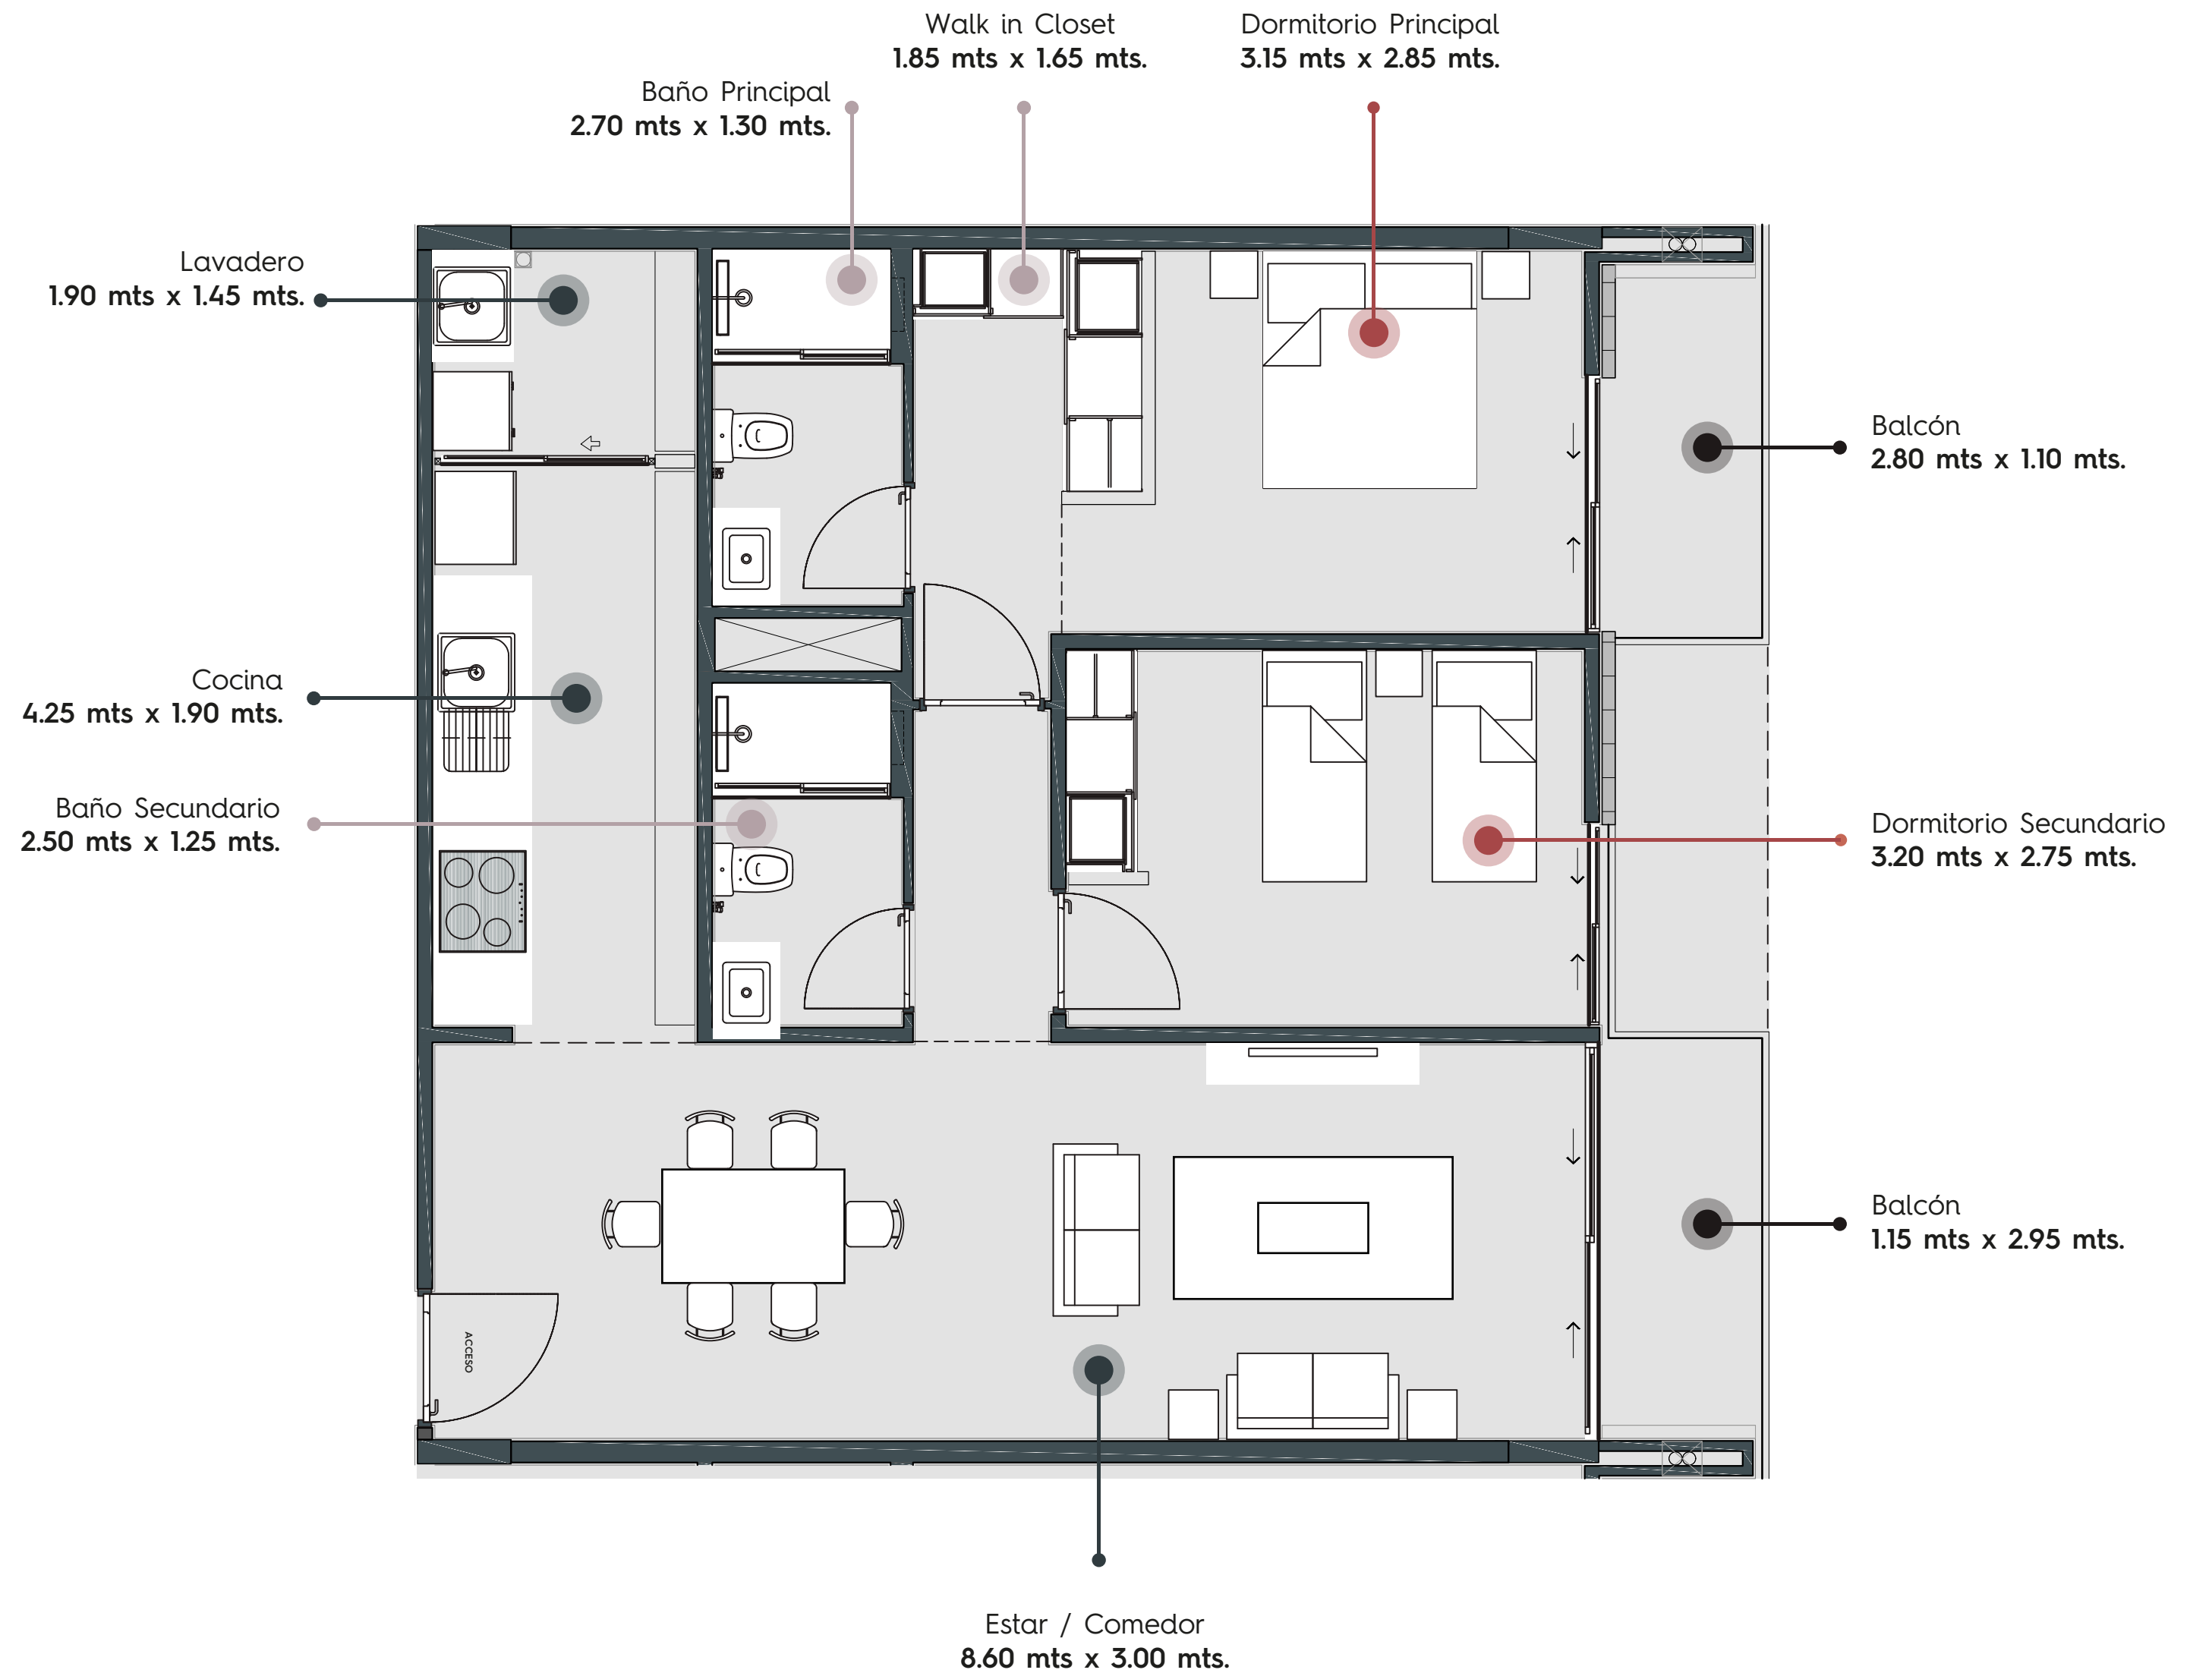 Walk in Closet
1.85 mts x 1.65 mts.
Dormitorio Principal
3.15 mts x 2.85 mts.
Baño Principal
2.70 mts x 1.30 mts.
Lavadero
1.90 mts x 1.45 mts.
Balcón
2.80 mts x 1.10 mts.
Cocina
4.25 mts x 1.90 mts.
Baño Secundario
2.50 mts x 1.25 mts.
Dormitorio Secundario
3.20 mts x 2.75 mts.
Balcón
1.15 mts x 2.95 mts.
ACCESO
Estar / Comedor
8.60 mts x 3.00 mts.